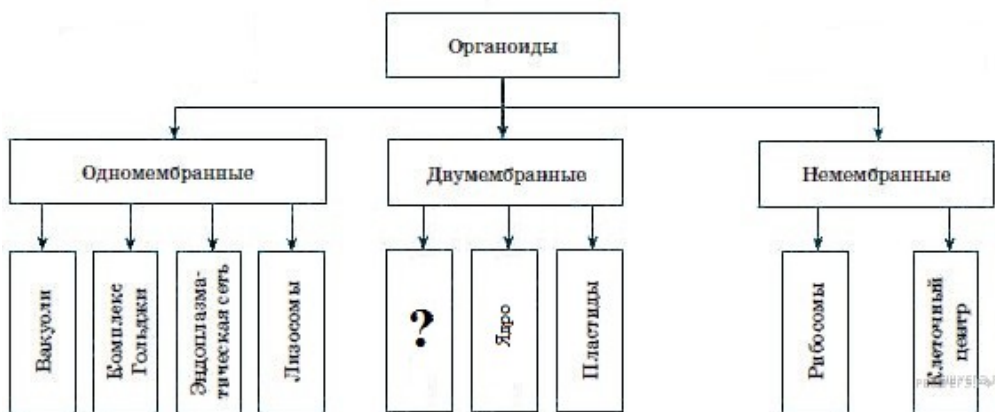 Органоиды
Одномембранные
Двумембранные
Немембранные
Вакуоли
Комплекс
Гольджи
Эндоплазма-
тическая сеть
Лизосомы
?
Ядро
Пластиды
Рибосомы
Клеточный
центр